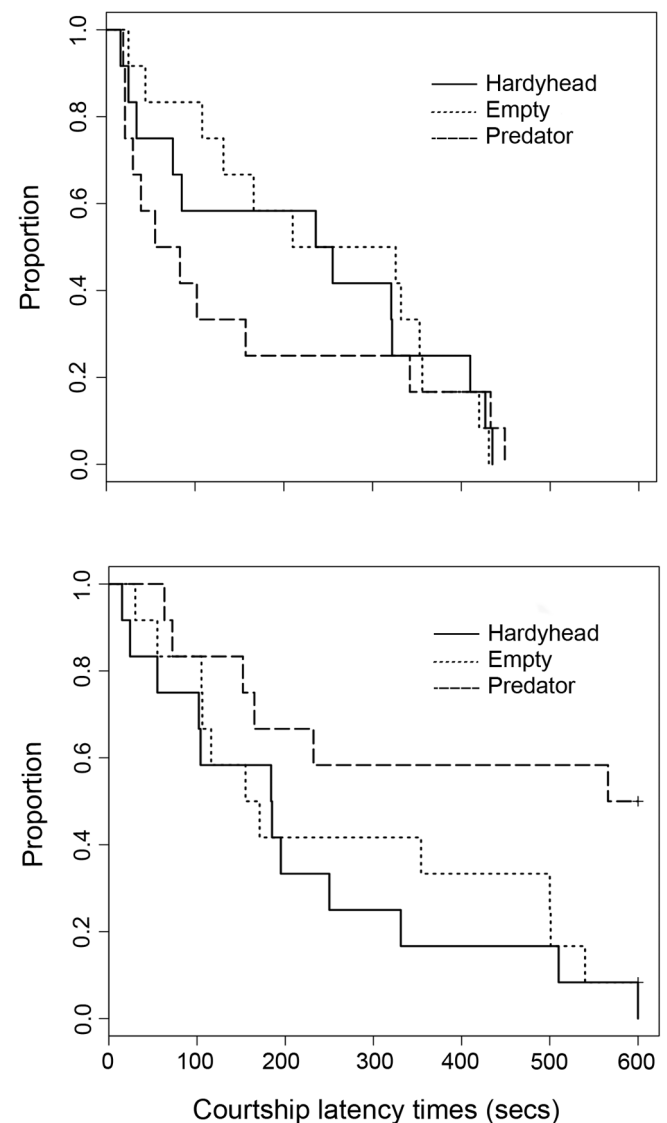 Proportion
1.0
0.8
0.6
0.4
0.2
0.0
Hardyhead
Empty
Predator
Proportion
1.0
0.8
0.6
0.4
0.2
0.0
Hardyhead
Empty
Predator
0 100 200 300 400 500 600
Courtship latency times (secs)